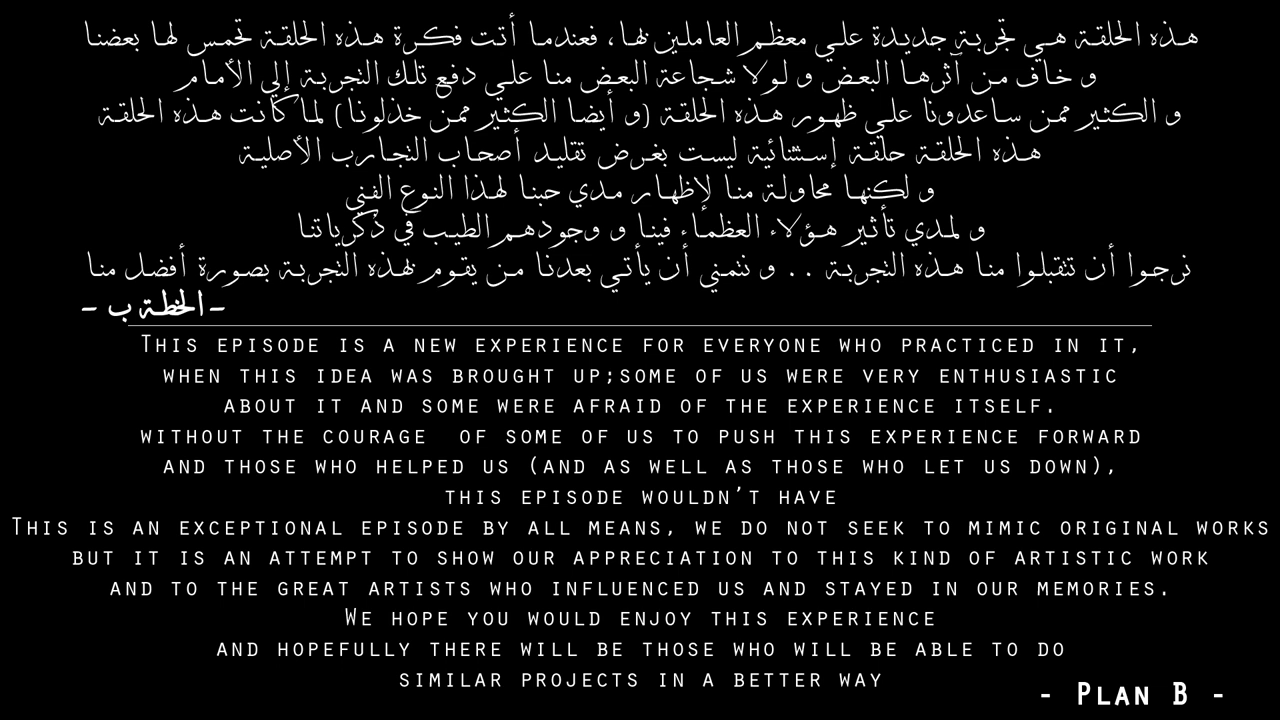 هذه الحلقة هي تجربة جديدة علي معظم العاملين بها، فعندما أتت فكرة هذه الحلقة تحمس لها بعضنا
و خاف من آثرها البعض و لولا شجاعة البعض منا علي دفع تلك التجربة إلي الأمام
و الكثير ممن ساعدونا علي ظهور هذه الحلقة (و أيضا الكثير ممن خذلونا) لما كانت هذه الحلقة
هذه الحلقة حلقة إستثنائية ليست بغرض تقليد أصحاب التجارب الأصلية
و لكنها محاولة منا لإظهار مدي حبنا لهذا النوع الفني
و لمدي تأثير هؤلاء العظماء فينا و وجودهم الطيب في ذكرياتنا
نرجوا أن تتقبلوا منا هذه التجربة .. و نتمني أن يأتي بعدنا من يقوم بهذه التجربة بصورة أفضل منا
- الخطة ب -
This episode is a new experience for everyone who practiced in it,
when this idea was brought up;some of us were very enthusiastic
about it and some were afraid of the experience itself.
without the courage of some of us to push this experience forward
and those who helped us (and as well as those who let us down),
this episode wouldn't have
This is an exceptional episode by all means, we do not seek to mimic original works
but it is an attempt to show our appreciation to this kind of artistic work
and to the great artists who influenced us and stayed in our memories.
We hope you would enjoy this experience
and hopefully there will be those who will be able to do
similar projects in a better way
- Plan B -